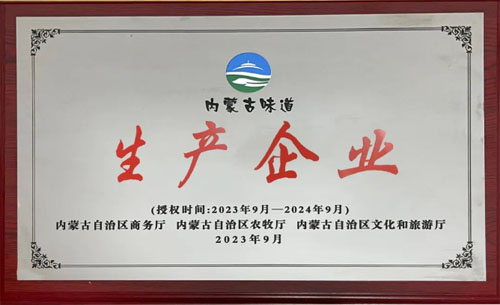 内蒙古味道
生产企业
(授权时间:2023年9月—2024年9月)
内蒙古自治区商务厅 内蒙古自治区农牧厅 内蒙古自治区文化和旅游厅
2023年9月